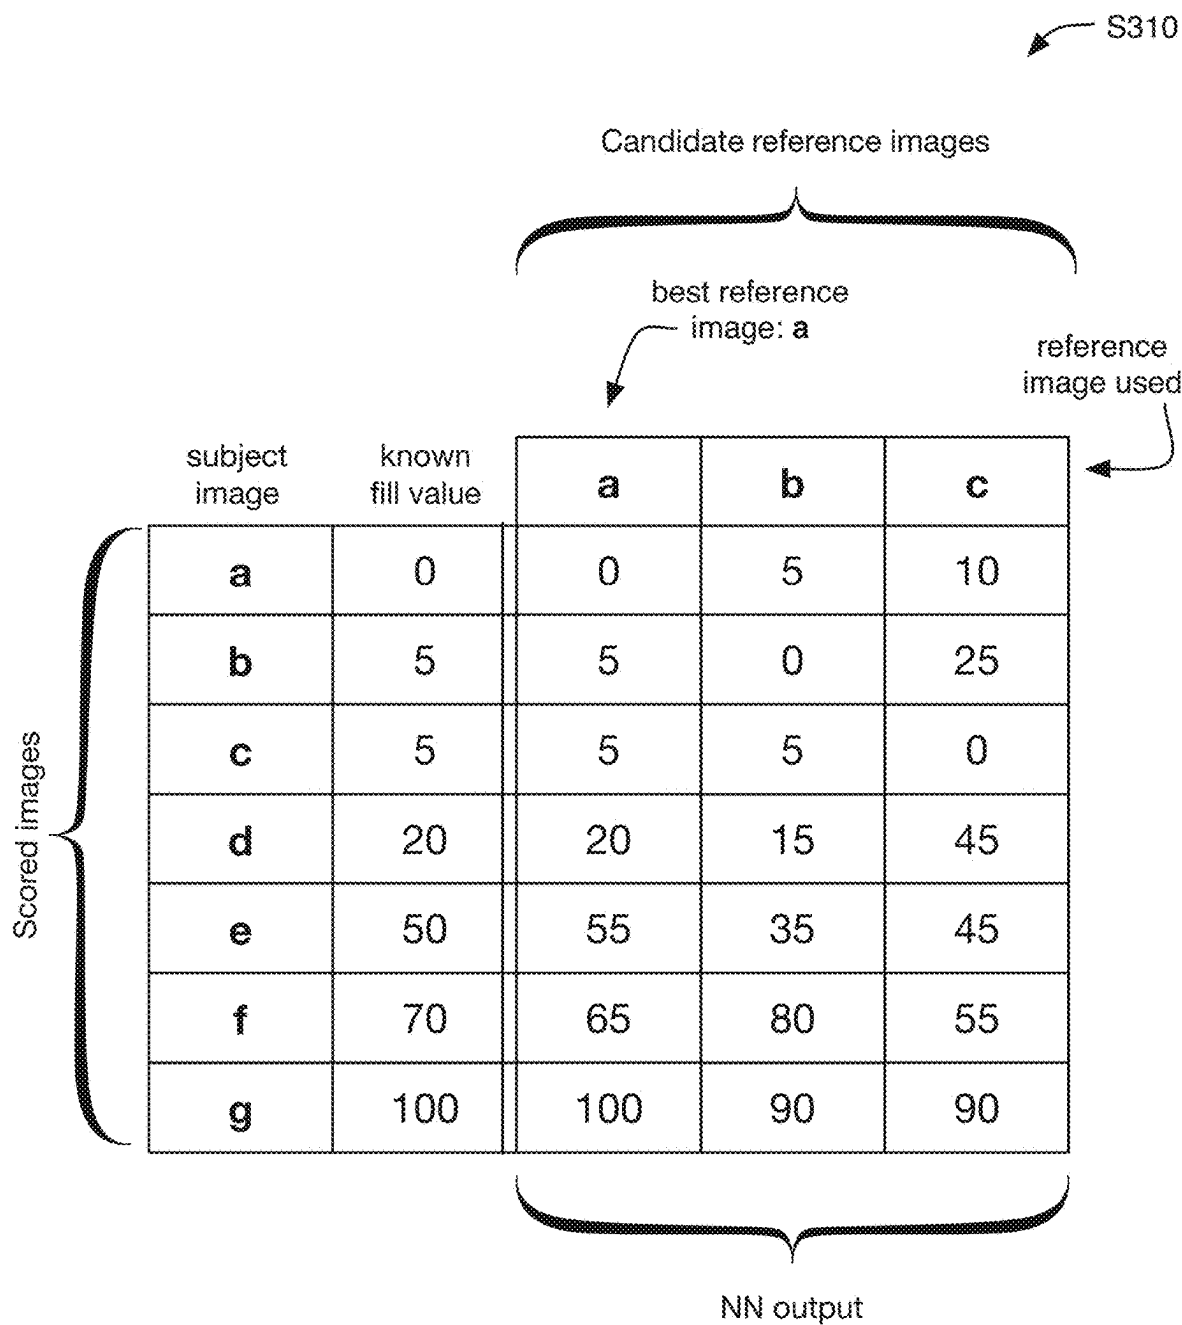 S310
Candidate reference images
best reference
image: a
reference
image used
subject
image
known
fill value
a b c
Scored images
a 0 0 5 10
b 5 5 0 25
c 5 5 5 0
d 20 20 15 45
e 50 55 35 45
f 70 65 80 55
g 100 100 90 90
NN output